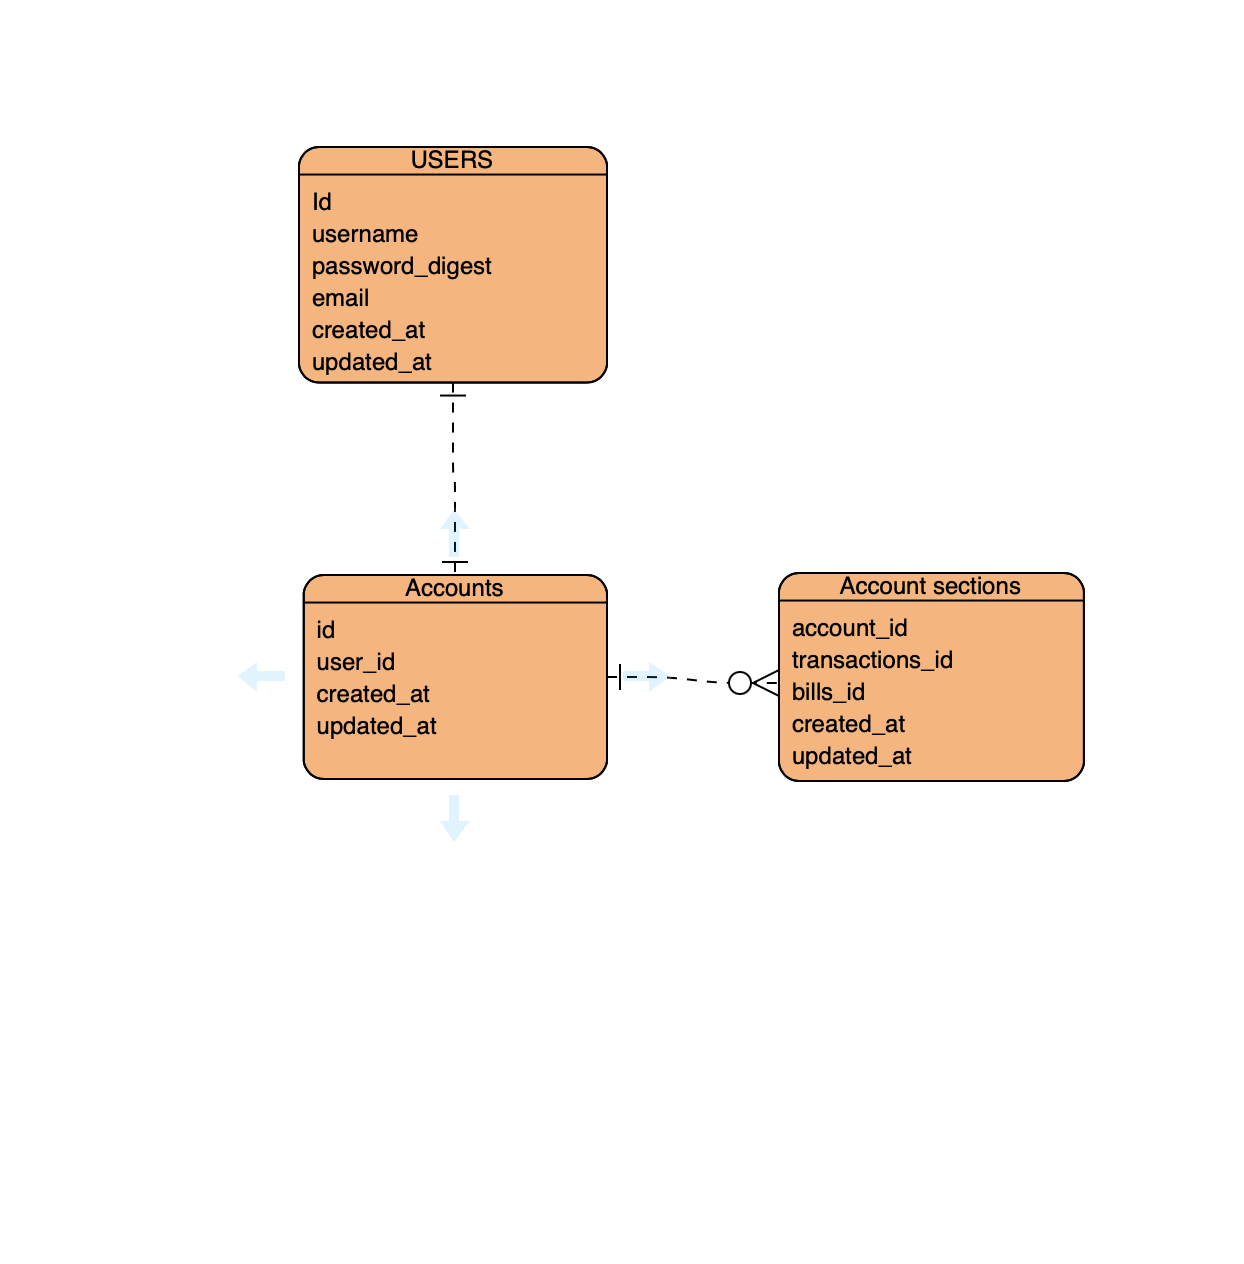 USERS
Id
username
password_digest
email
created_at
updated_at
Accounts
id
user_id
created_at
updated_at
Account sections
account_id
transactions_id
bills_id
created_at
updated_at